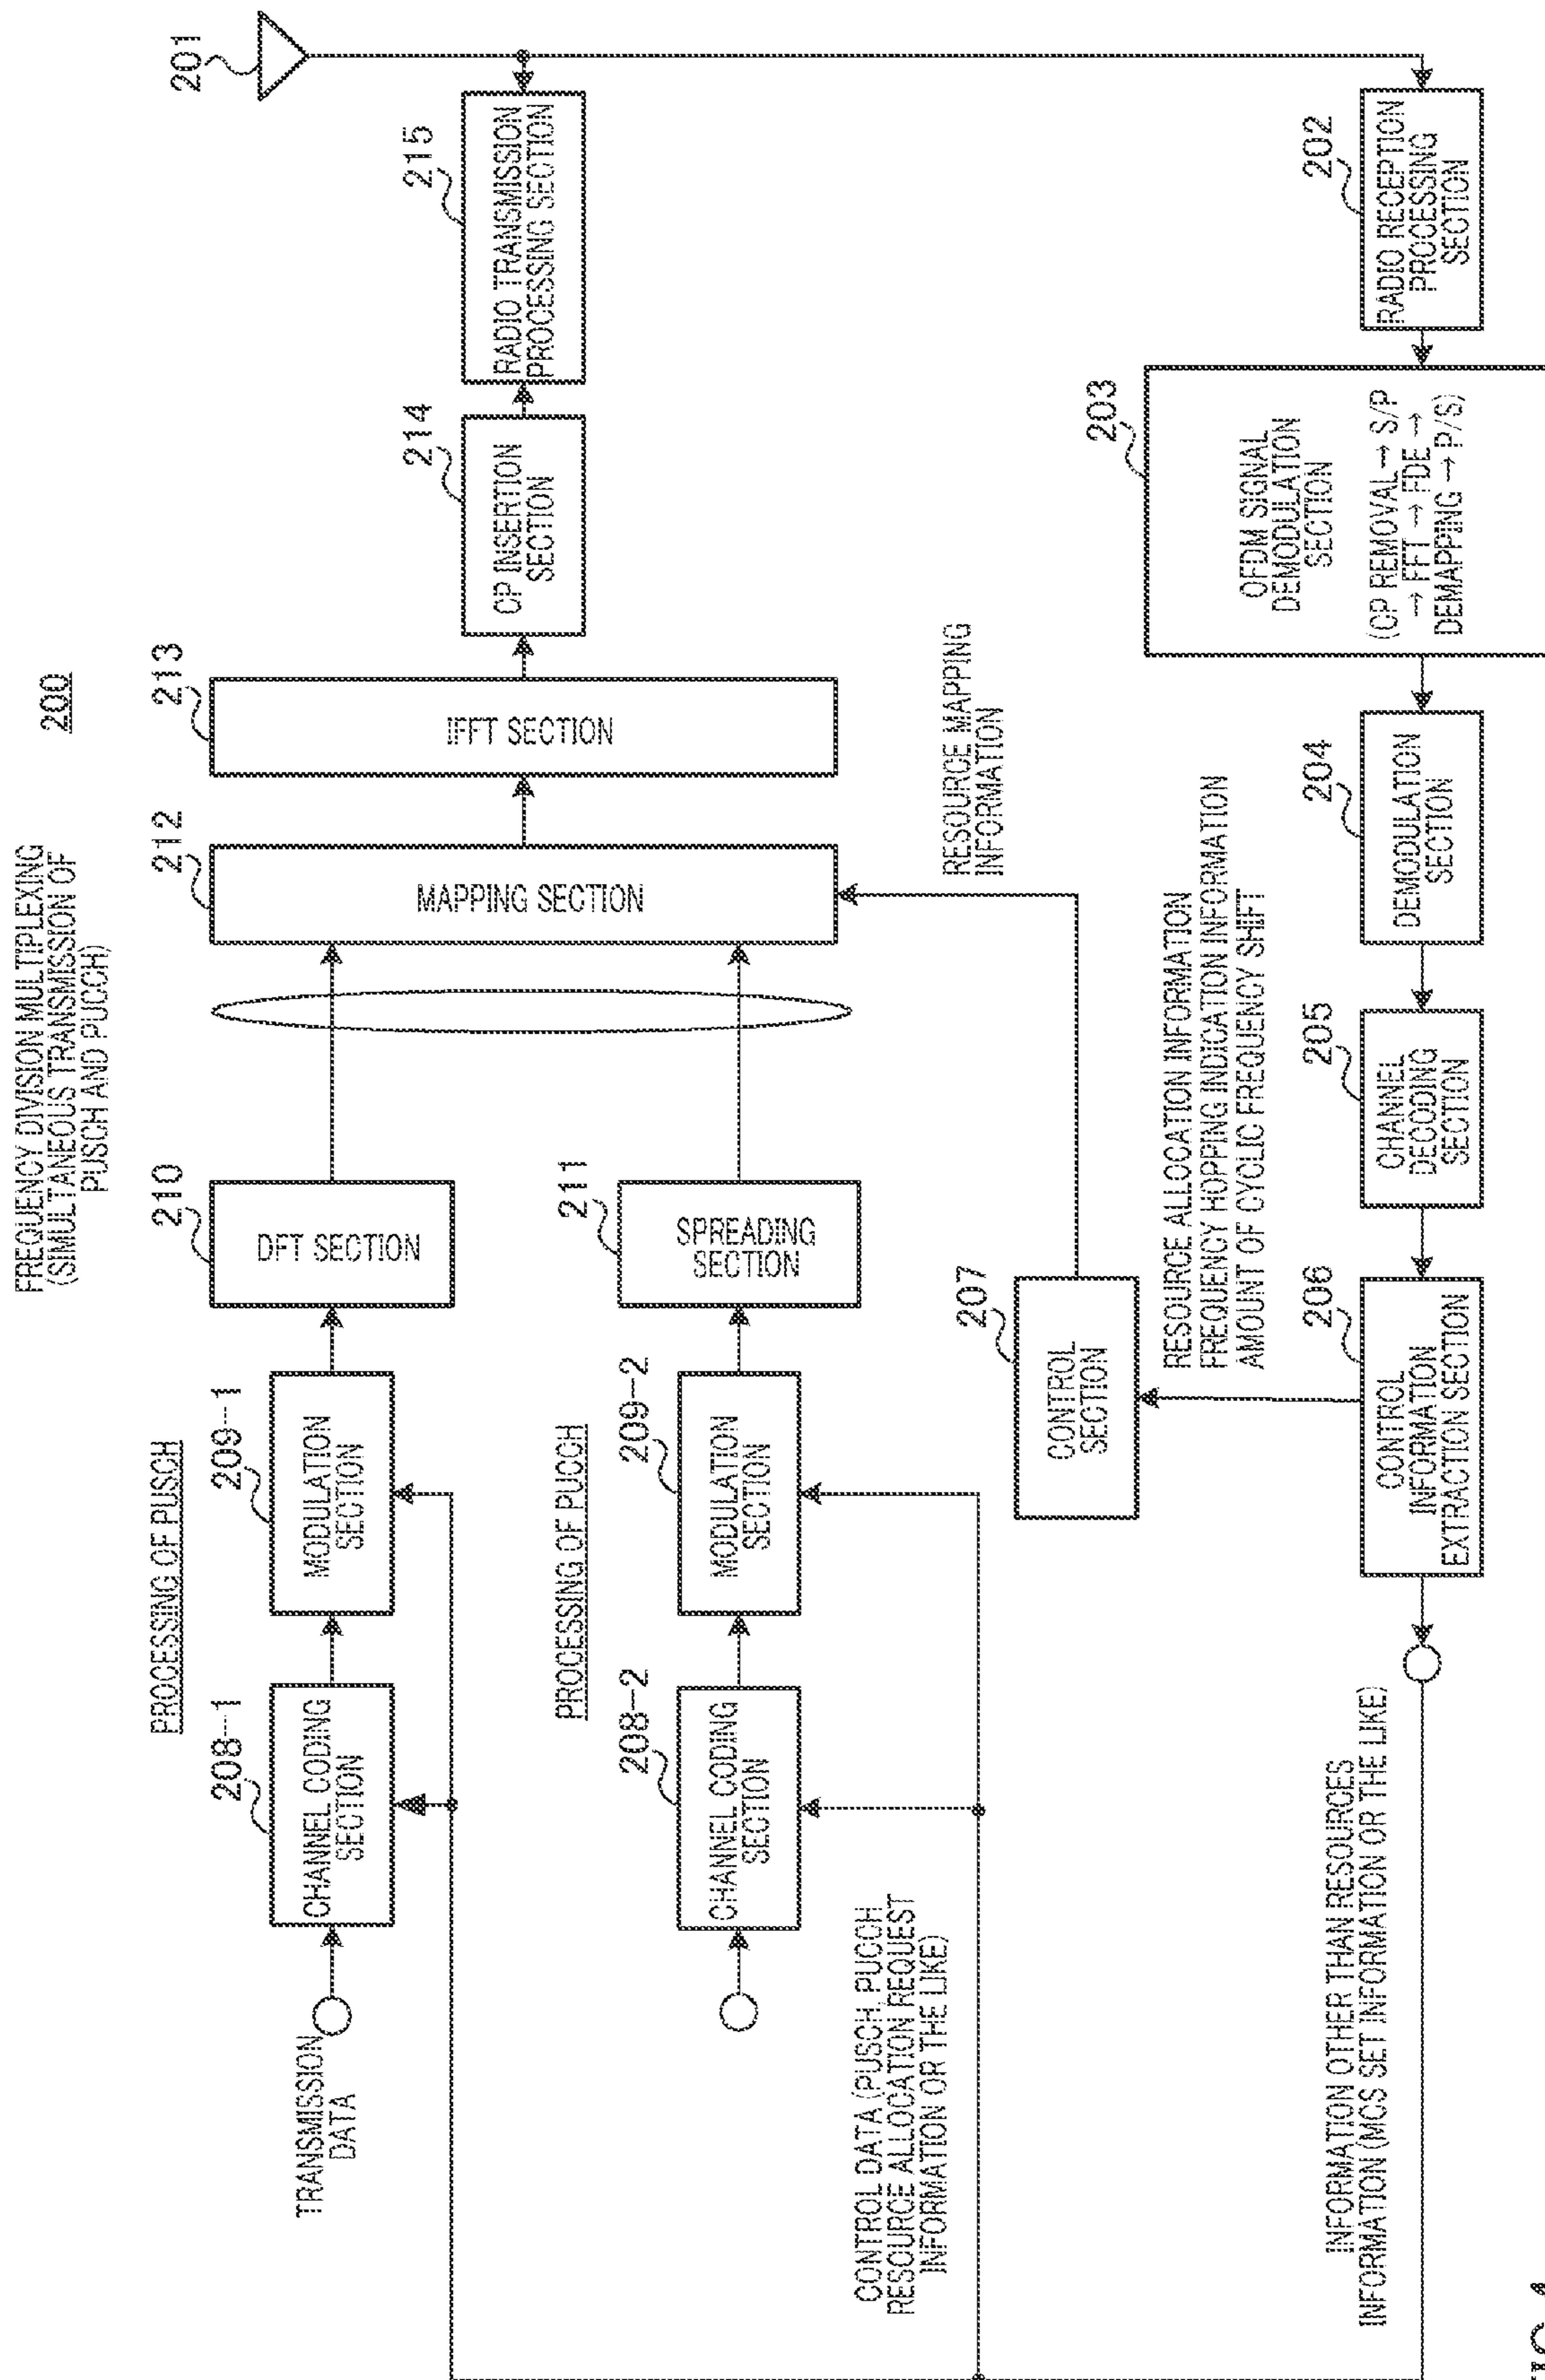 200
FREQUENCY DIVISION MULTIPLEXING
(SIMULTANEOUS TRANSMISSION OF
PUSCH AND PUCCH)
PROCESSING OF PUSCH
TRANSMISSION
DATA
208-1
CHANNEL CODING
SECTION
209-1
MODULATION
SECTION
210
DFT SECTION
212
MAPPING SECTION
213
IFFT SECTION
214
CP INSERTION
SECTION
215
RADIO TRANSMISSION
PROCESSING SECTION
201
PROCESSING OF PUCCH
208-2
CHANNEL CODING
SECTION
209-2
MODULATION
SECTION
211
SPREADING
SECTION
CONTROL DATA (PUSCH, PUCCH
RESOURCE ALLOCATION REQUEST
INFORMATION OR THE LIKE)
207
CONTROL
SECTION
RESOURCE MAPPING
INFORMATION
RESOURCE ALLOCATION INFORMATION
FREQUENCY HOPPING INDICATION INFORMATION
AMOUNT OF CYCLIC FREQUENCY SHIFT
INFORMATION OTHER THAN RESOURCES
INFORMATION (MCS SET INFORMATION OR THE LIKE)
206
CONTROL
INFORMATION
EXTRACTION SECTION
205
CHANNEL
DECODING
SECTION
204
DEMODULATION
SECTION
203
OFDM SIGNAL
DEMODULATION
SECTION
(CP REMOVAL → S/P
→ FFT → FDE →
DEMAPPING → P/S)
202
RADIO RECEPTION
PROCESSING
SECTION